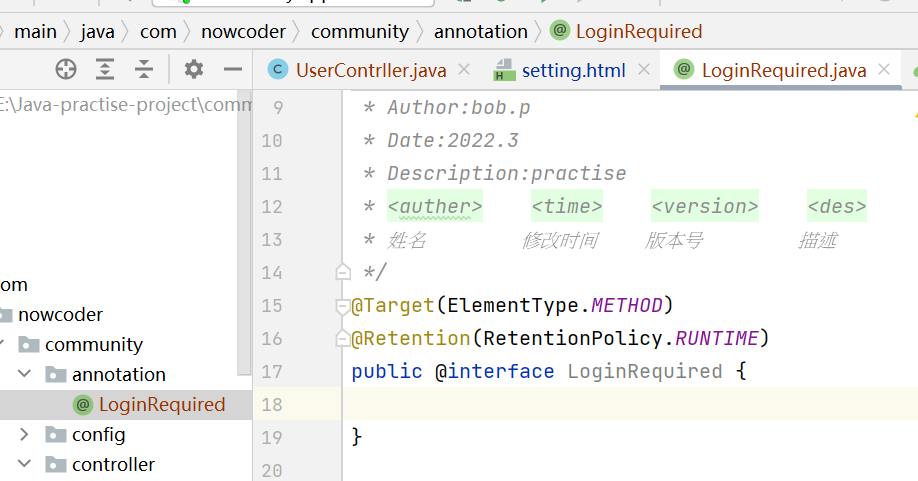 main 〉 java 〉 com 〉 nowcoder 〉 community 〉 annotation 〉 @ LoginRequired
E:\Java-practise-project\comm
C UserContrller.java × H setting.html × @ LoginRequired.java ×
9 * Author:bob.p
10 * Date:2022.3
11 * Description:practise
12 * <auther> <time> <version> <des>
13 * 姓名 修改时间 版本号 描述
14 */
15 @Target(ElementType.METHOD)
16 @Retention(RetentionPolicy.RUNTIME)
17 public @interface LoginRequired {
18
19 }
20
om
nowcoder
community
annotation
@ LoginRequired
config
controller